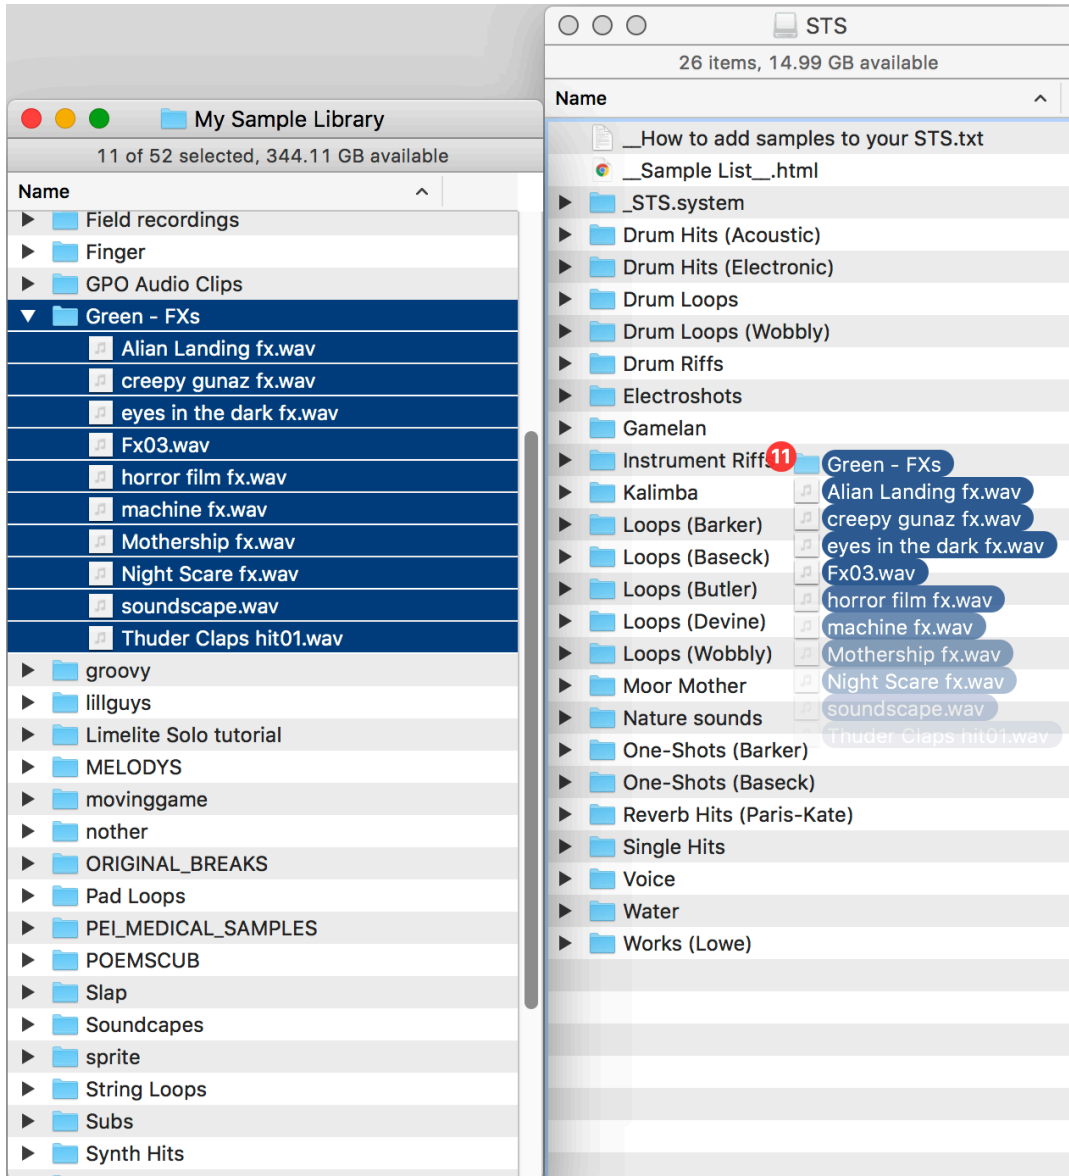 My Sample Library
11 of 52 selected, 344.11 GB available
Name
Field recordings
Finger
GPO Audio Clips
Green - FXs
Alian Landing fx.wav
creepy gunaz fx.wav
eyes in the dark fx.wav
Fx03.wav
horror film fx.wav
machine fx.wav
Mothership fx.wav
Night Scare fx.wav
soundscape.wav
Thuder Claps hit01.wav
groovy
lillguys
Limelite Solo tutorial
MELODYS
movinggame
nother
ORIGINAL_BREAKS
Pad Loops
PEI_MEDICAL_SAMPLES
POEMSCUB
Slap
Soundcapes
sprite
String Loops
Subs
Synth Hits
STS
26 items, 14.99 GB available
Name
__How to add samples to your STS.txt
__Sample List__.html
_STS.system
Drum Hits (Acoustic)
Drum Hits (Electronic)
Drum Loops
Drum Loops (Wobbly)
Drum Riffs
Electroshots
Gamelan
Instrument Riffs
Kalimba
Loops (Barker)
Loops (Baseck)
Loops (Butler)
Loops (Devine)
Loops (Wobbly)
Moor Mother
Nature sounds
One-Shots (Barker)
One-Shots (Baseck)
Reverb Hits (Paris-Kate)
Single Hits
Voice
Water
Works (Lowe)
11
Green - FXs
Alian Landing fx.wav
creepy gunaz fx.wav
eyes in the dark fx.wav
Fx03.wav
horror film fx.wav
machine fx.wav
Mothership fx.wav
Night Scare fx.wav
soundscape.wav
Thuder Claps hit01.wav